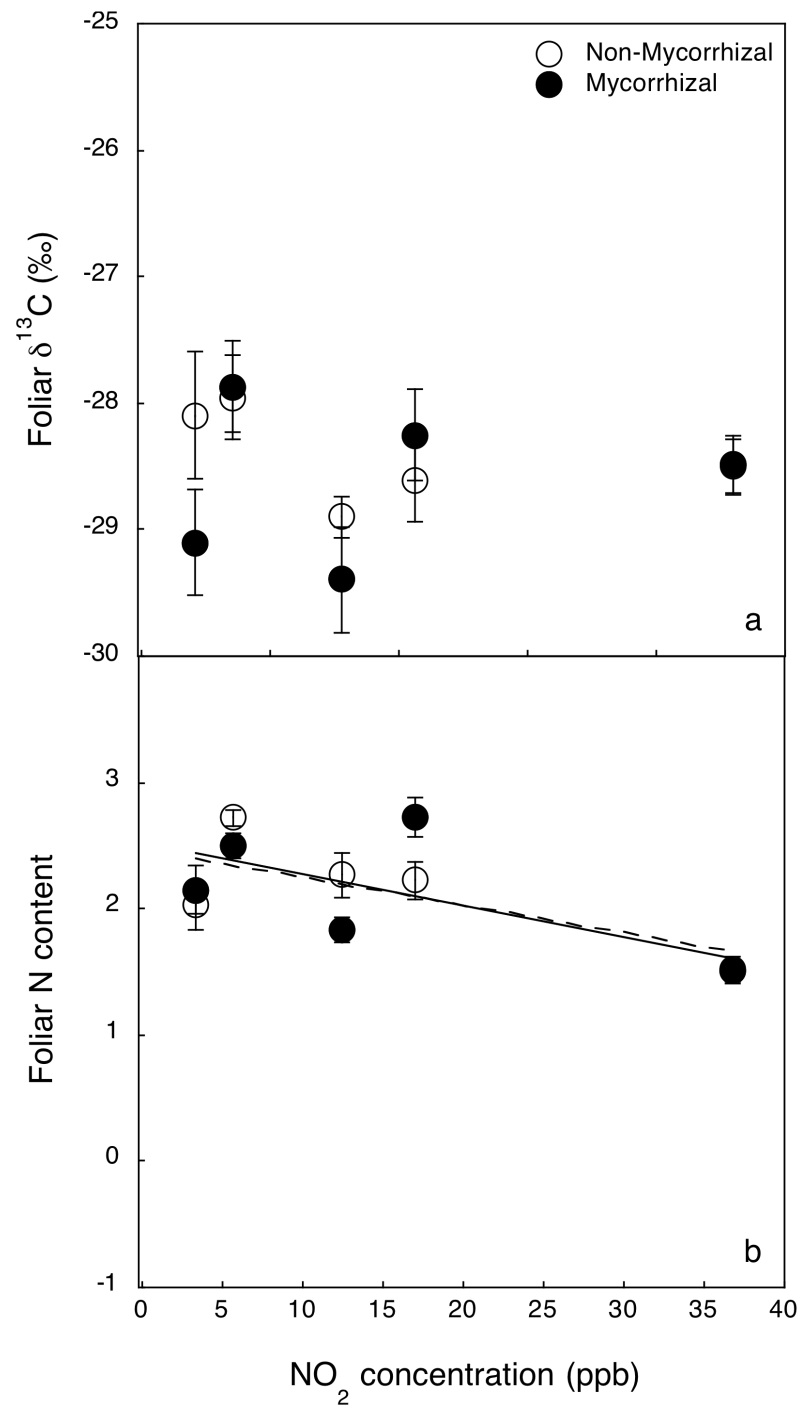 -25
Non-Mycorrhizal
Mycorrhizal
-26
-27
Foliar δ¹³C (‰)
-28
-29
a
-30
3
2
Foliar N content
1
0
b
-1
0 5 10 15 20 25 30 35 40
NO₂ concentration (ppb)